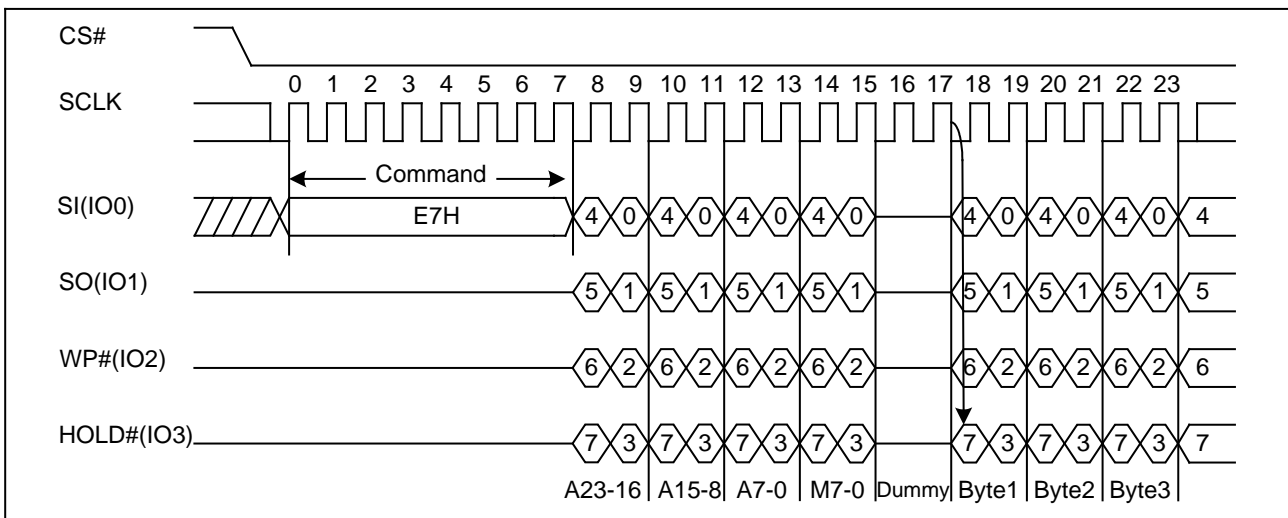 CS#
0 1 2 3 4 5 6 7 8 9 10 11 12 13 14 15 16 17 18 19 20 21 22 23
SCLK
Command
SI(IO0) E7H 4 0 4 0 4 0 4 0 4 0 4 0 4 0 4
SO(IO1) 5 1 5 1 5 1 5 1 5 1 5 1 5 1 5
WP#(IO2) 6 2 6 2 6 2 6 2 6 2 6 2 6 2 6
HOLD#(IO3) 7 3 7 3 7 3 7 3 7 3 7 3 7 3 7
A23-16 A15-8 A7-0 M7-0 Dummy Byte1 Byte2 Byte3